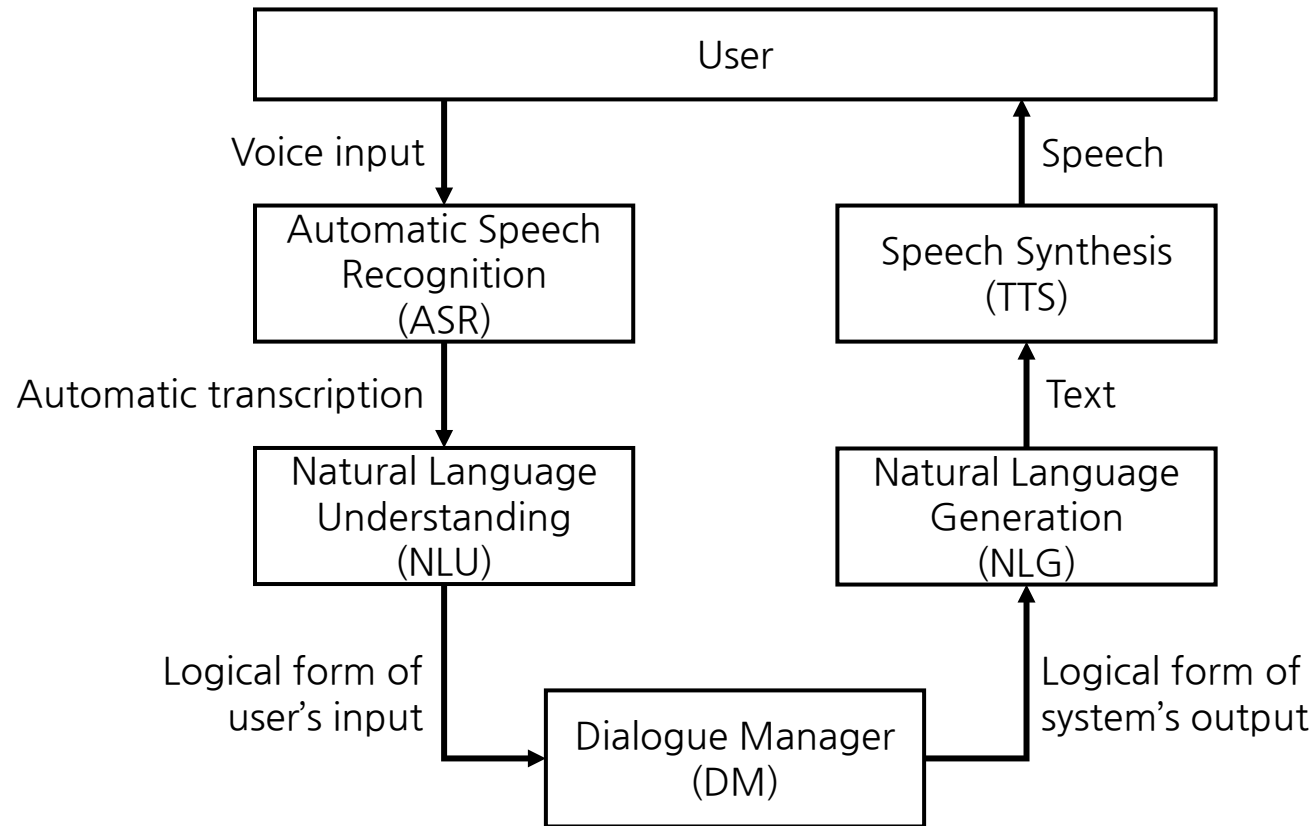 User
Voice input
Speech
Automatic Speech
Recognition
(ASR)
Speech Synthesis
(TTS)
Automatic transcription
Text
Natural Language
Understanding
(NLU)
Natural Language
Generation
(NLG)
Logical form of
user’s input
Logical form of
system’s output
Dialogue Manager
(DM)